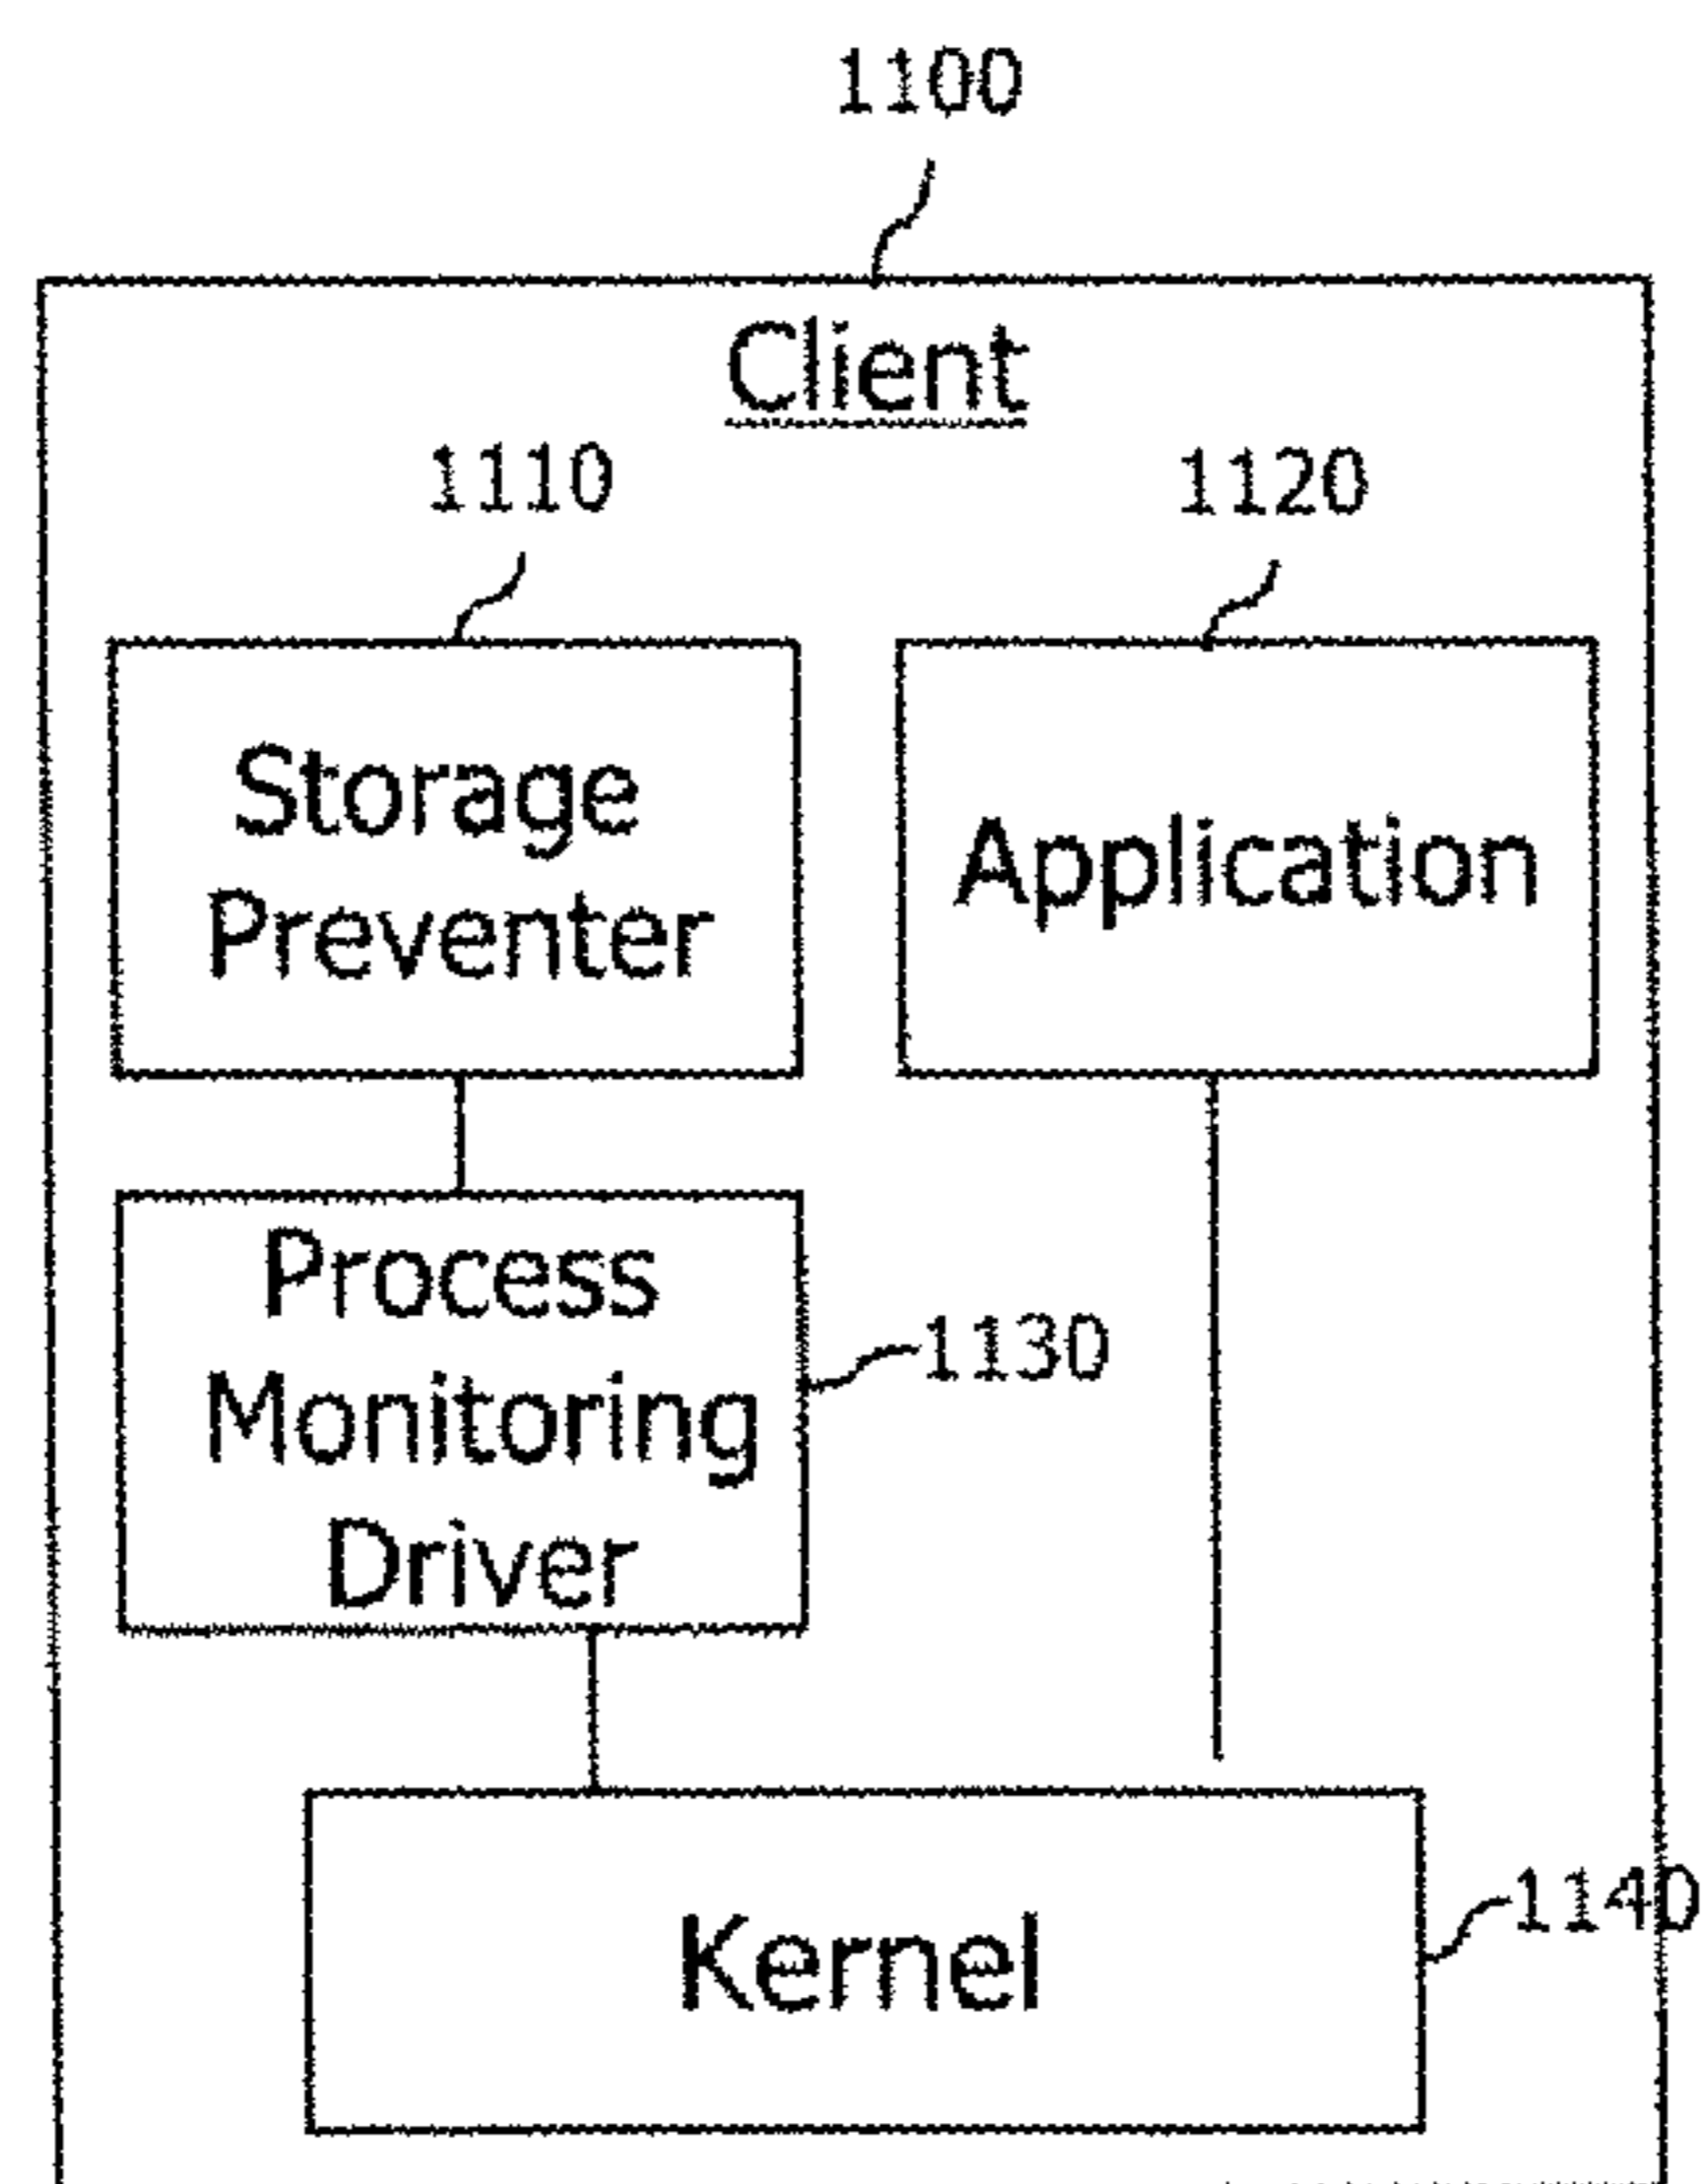 1100
Client
1110
1120
Storage
Preventer
Application
Process
Monitoring
Driver
1130
Kernel
1140